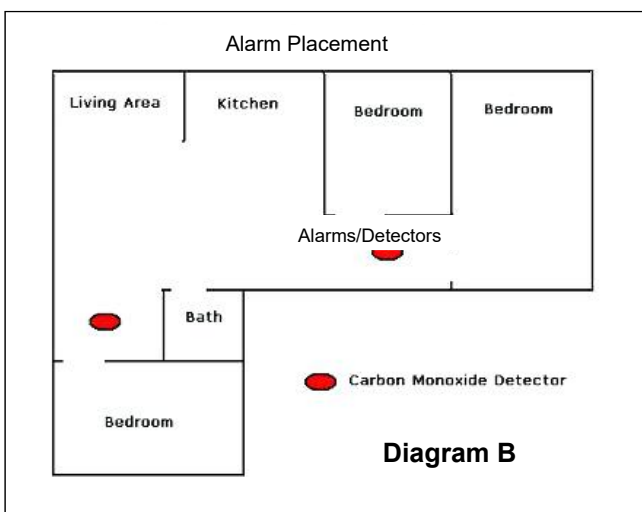 Alarm Placement
Living Area
Kitchen
Bedroom
Bedroom
Alarms/Detectors
Bath
Carbon Monoxide Detector
Bedroom
Diagram B